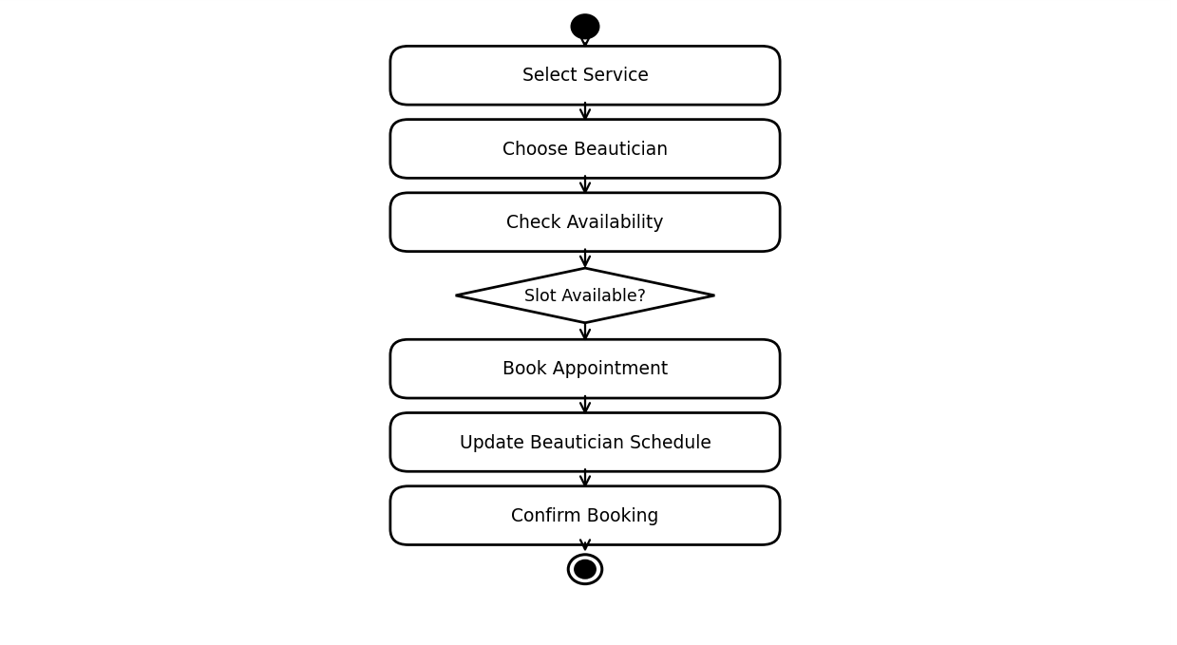 Select Service
Choose Beautician
Check Availability
Slot Available?
Book Appointment
Update Beautician Schedule
Confirm Booking